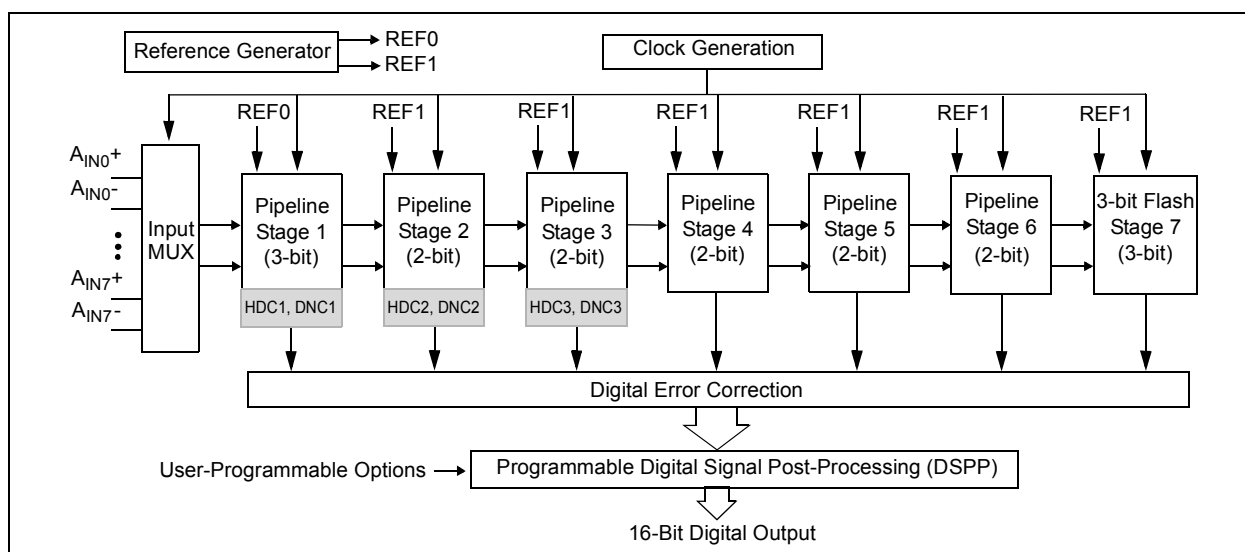 Reference Generator
REF0
REF1
Clock Generation
REF0
REF1
REF1
REF1
REF1
REF1
REF1
AIN0+
AIN0-
AIN7+
AIN7-
Input
MUX
Pipeline
Stage 1
(3-bit)
HDC1, DNC1
Pipeline
Stage 2
(2-bit)
HDC2, DNC2
Pipeline
Stage 3
(2-bit)
HDC3, DNC3
Pipeline
Stage 4
(2-bit)
Pipeline
Stage 5
(2-bit)
Pipeline
Stage 6
(2-bit)
3-bit Flash
Stage 7
(3-bit)
Digital Error Correction
User-Programmable Options
Programmable Digital Signal Post-Processing (DSPP)
16-Bit Digital Output